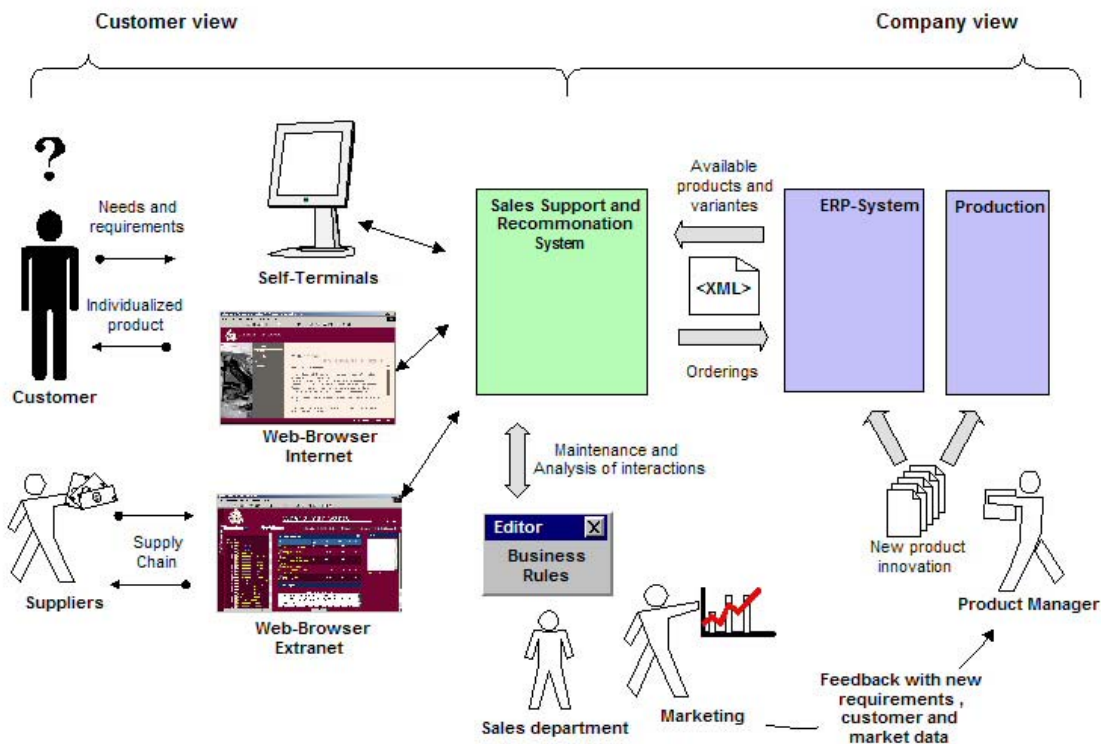 Customer view
Company view
?
Needs and
requirements
Individualized
product
Customer
Self-Terminals
Web-Browser
Internet
Suppliers
Supply
Chain
Web-Browser
Extranet
Sales Support and
Recommonation
System
Available
products and
variantes
<XML>
Orderings
ERP-System
Production
Maintenance and
Analysis of interactions
Editor
X
Business
Rules
Sales department
Marketing
New product
innovation
Product Manager
Feedback with new
requirements ,
customer and
market data